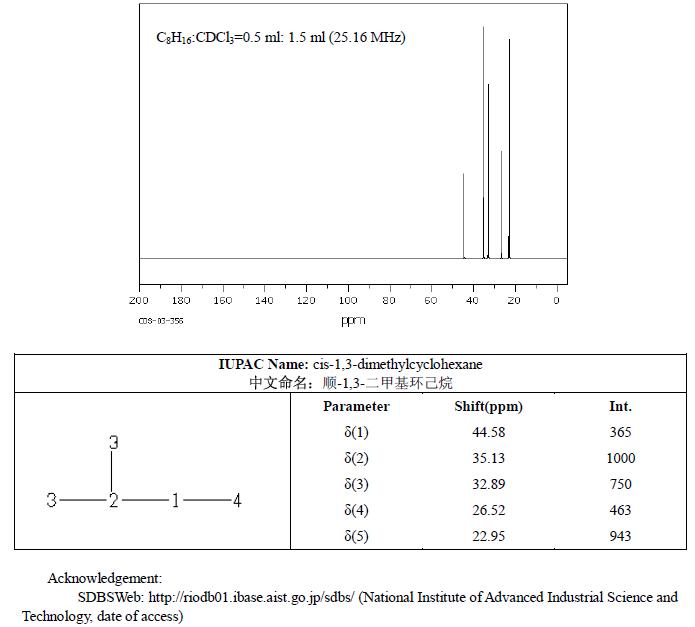 C₈H₁₆:CDCl₃=0.5 ml: 1.5 ml (25.16 MHz)
200 180 160 140 120 100 80 60 40 20 0
CDS-03-356
ppm
IUPAC Name: cis-1,3-dimethylcyclohexane
中文命名：顺-1,3-二甲基环己烷
3
3 2 1 4
Parameter Shift(ppm) Int.
δ(1) 44.58 365
δ(2) 35.13 1000
δ(3) 32.89 750
δ(4) 26.52 463
δ(5) 22.95 943
Acknowledgement:
SDBSWeb: http://riodb01.ibase.aist.go.jp/sdbs/ (National Institute of Advanced Industrial Science and
Technology, date of access)